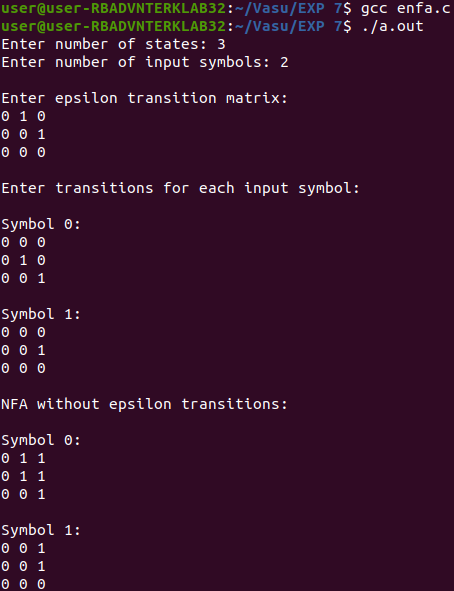 user@user-RBADVNTERKLAB32:~/Vasu/EXP 7$ gcc enfa.c
user@user-RBADVNTERKLAB32:~/Vasu/EXP 7$ ./a.out
Enter number of states: 3
Enter number of input symbols: 2
Enter epsilon transition matrix:
0 1 0
0 0 1
0 0 0
Enter transitions for each input symbol:
Symbol 0:
0 0 0
0 1 0
0 0 1
Symbol 1:
0 0 0
0 0 1
0 0 0
NFA without epsilon transitions:
Symbol 0:
0 1 1
0 1 1
0 0 1
Symbol 1:
0 0 1
0 0 1
0 0 0